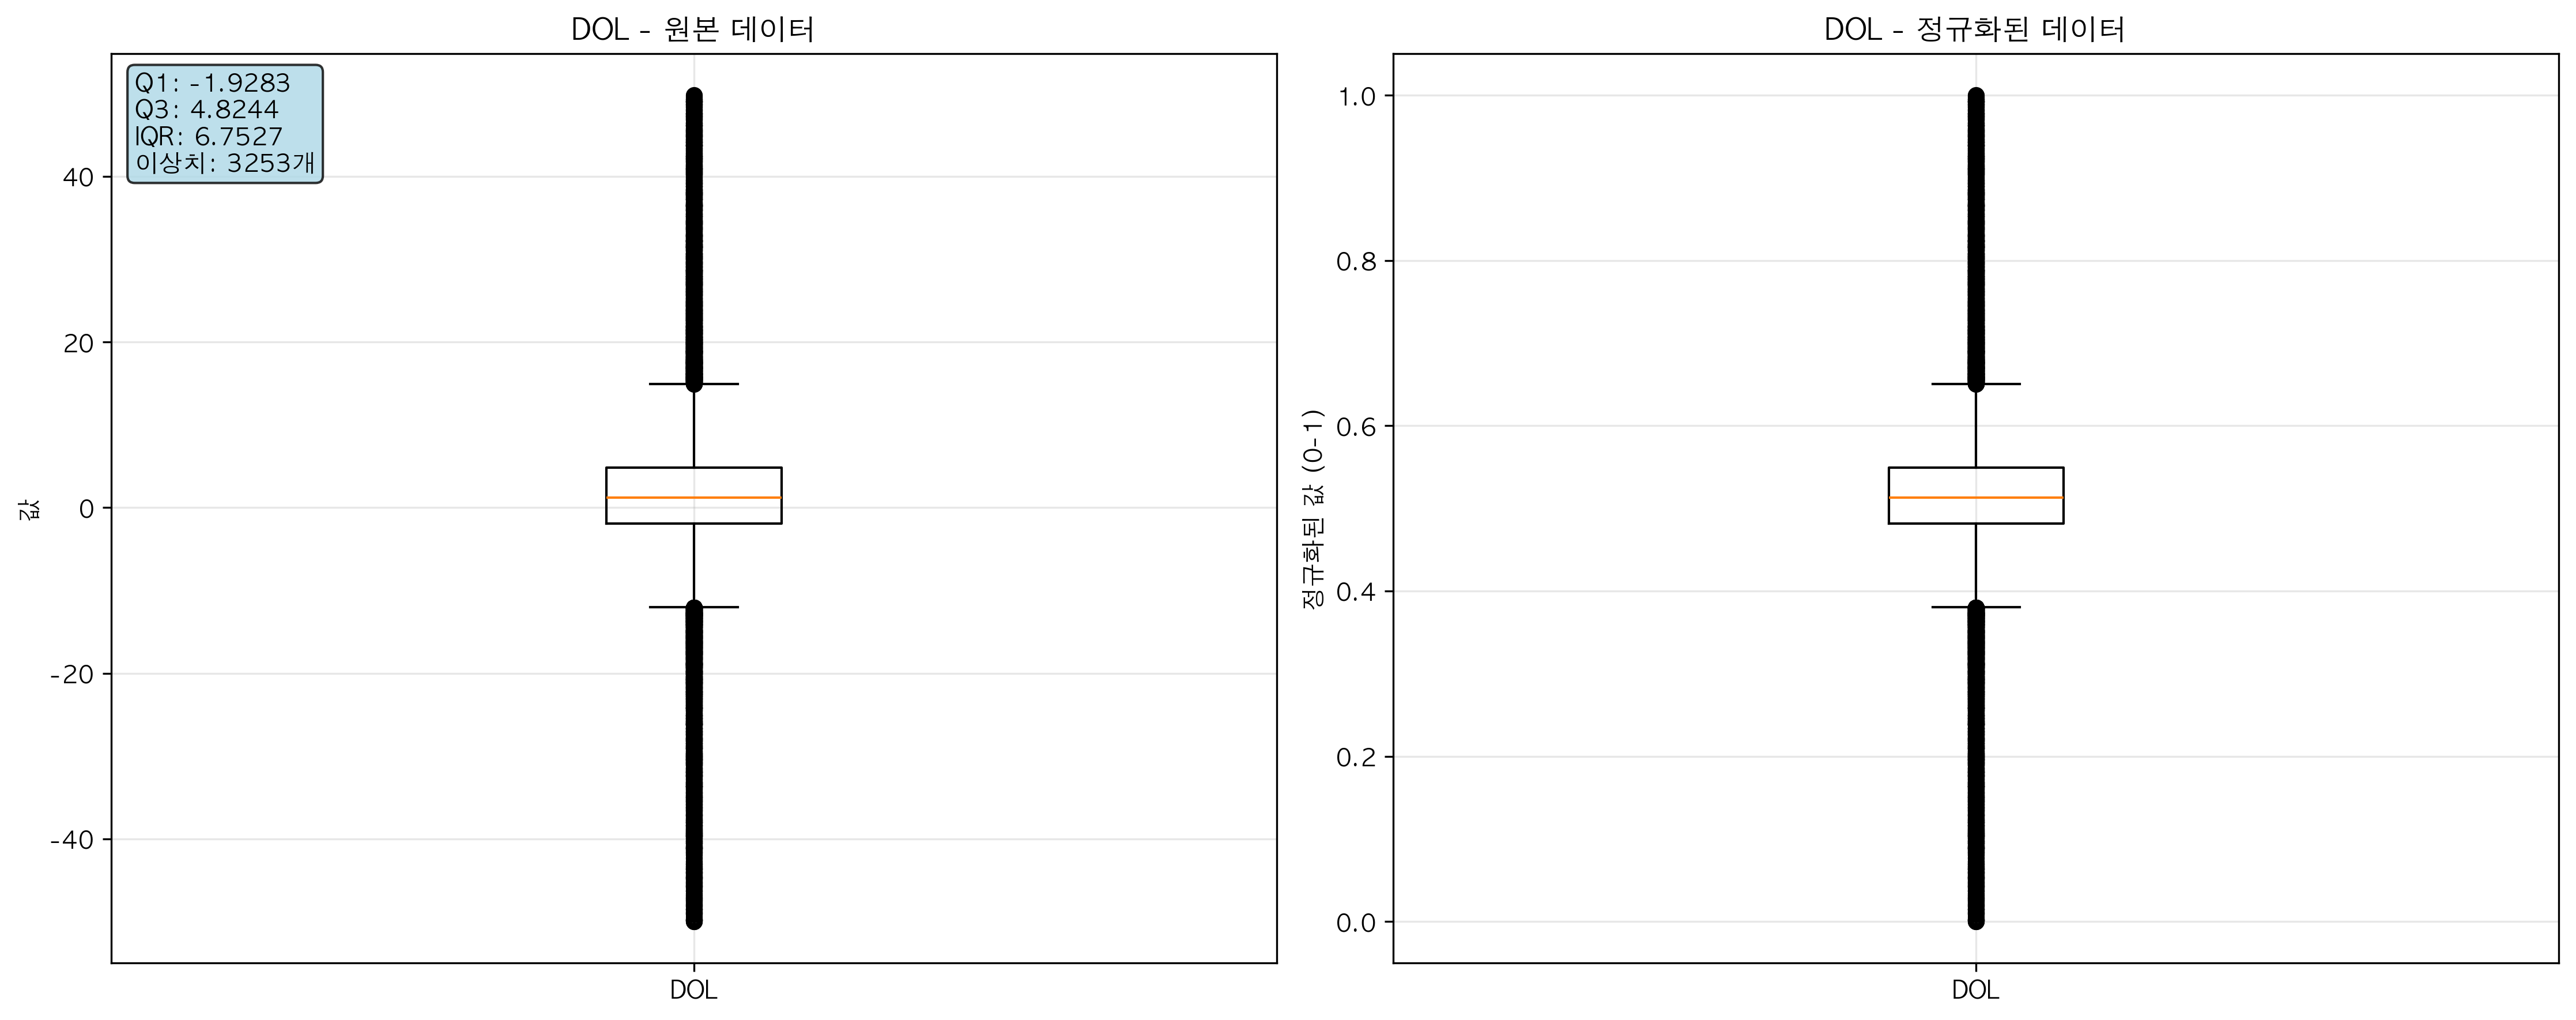 DOL - 원본 데이터
Q1: -1.9283
Q3: 4.8244
IQR: 6.7527
이상치: 3253개
40
20
0
-20
-40
값
DOL
DOL - 정규화된 데이터
1.0
0.8
0.6
0.4
0.2
0.0
정규화된 값 (0-1)
DOL